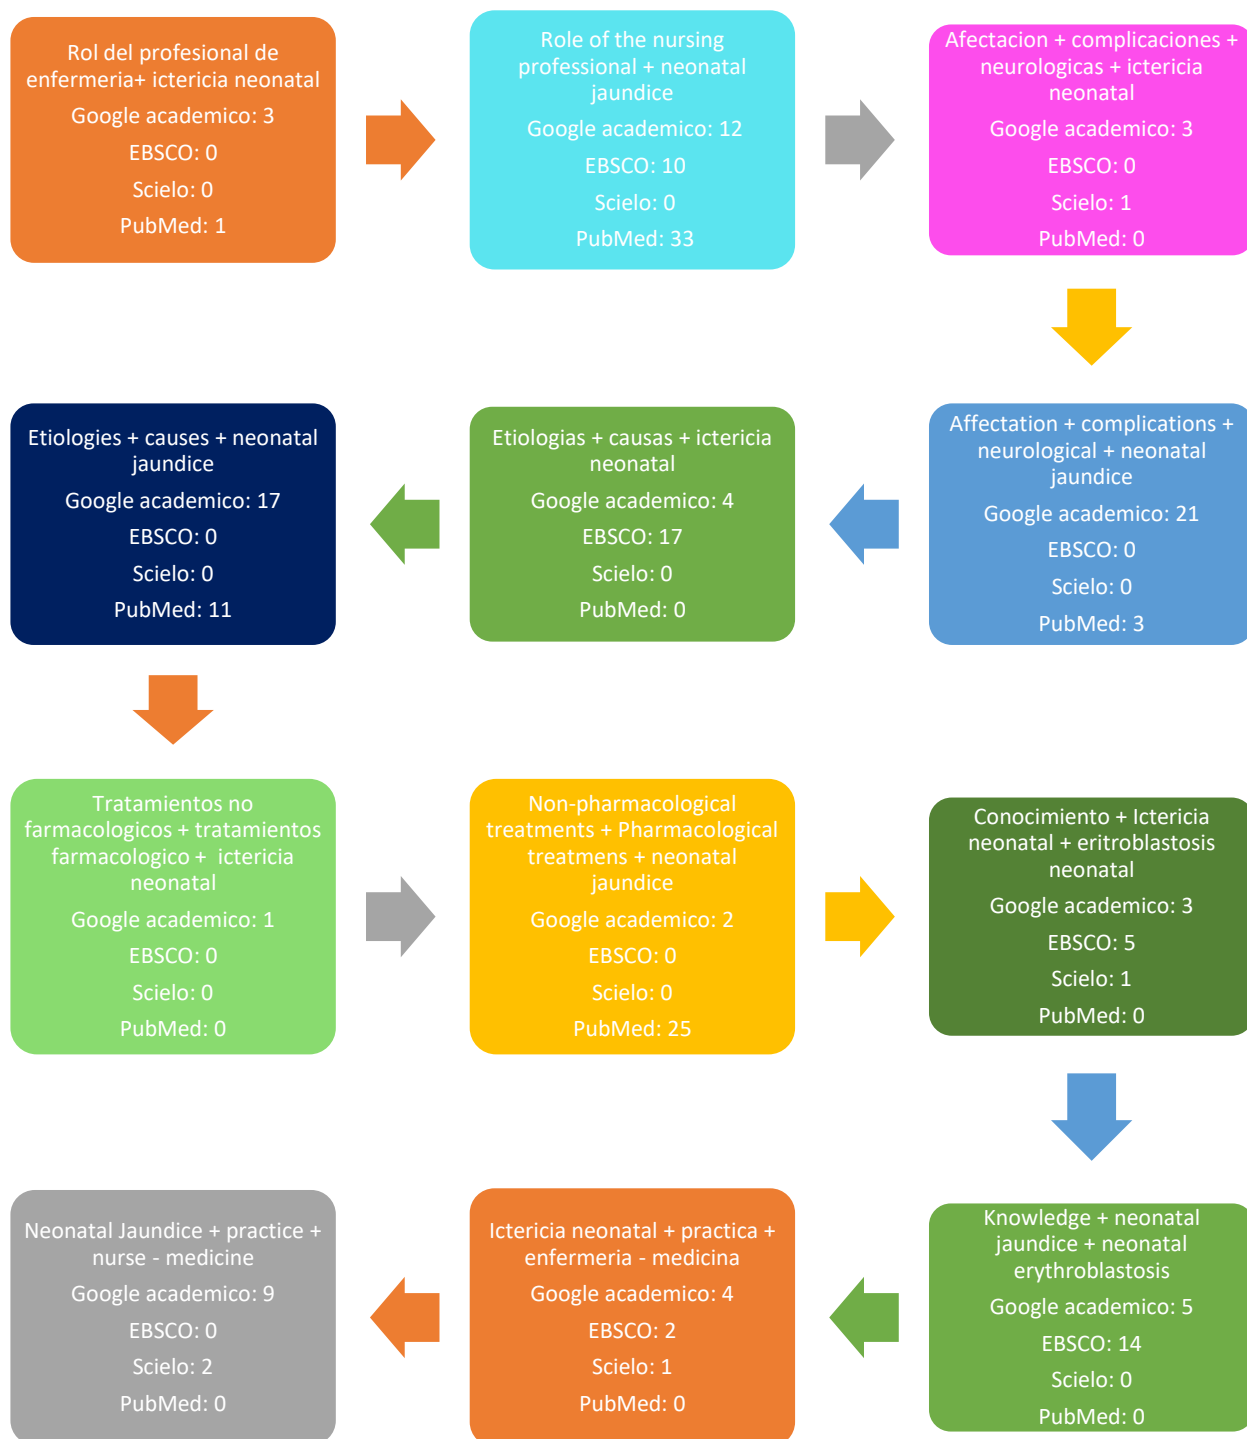 Rol del profesional de
enfermeria+ ictericia neonatal
Google academico: 3
EBSCO: 0
Scielo: 0
PubMed: 1
Role of the nursing
professional + neonatal
jaundice
Google academico: 12
EBSCO: 10
Scielo: 0
PubMed: 33
Afectacion + complicaciones +
neurologicas + ictericia
neonatal
Google academico: 3
EBSCO: 0
Scielo: 1
PubMed: 0
Affectation + complications +
neurological + neonatal
jaundice
Google academico: 21
EBSCO: 0
Scielo: 0
PubMed: 3
Etiologias + causas + ictericia
neonatal
Google academico: 4
EBSCO: 17
Scielo: 0
PubMed: 0
Etiologies + causes + neonatal
jaundice
Google academico: 17
EBSCO: 0
Scielo: 0
PubMed: 11
Tratamientos no
farmacologicos + tratamientos
farmacologico + ictericia
neonatal
Google academico: 1
EBSCO: 0
Scielo: 0
PubMed: 0
Non-pharmacological
treatments + Pharmacological
treatmens + neonatal
jaundice
Google academico: 2
EBSCO: 0
Scielo: 0
PubMed: 25
Conocimiento + Ictericia
neonatal + eritroblastosis
neonatal
Google academico: 3
EBSCO: 5
Scielo: 1
PubMed: 0
Knowledge + neonatal
jaundice + neonatal
erythroblastosis
Google academico: 5
EBSCO: 14
Scielo: 0
PubMed: 0
Ictericia neonatal + practica +
enfermeria - medicina
Google academico: 4
EBSCO: 2
Scielo: 1
PubMed: 0
Neonatal Jaundice + practice +
nurse - medicine
Google academico: 9
EBSCO: 0
Scielo: 2
PubMed: 0